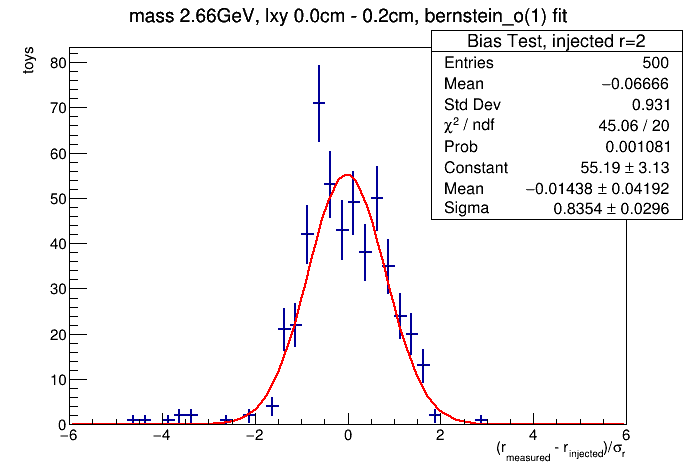 mass 2.66GeV, lxy 0.0cm - 0.2cm, bernstein_o(1) fit
toys
Bias Test, injected r=2
Entries 500
Mean −0.06666
Std Dev 0.931
χ² / ndf 45.06 / 20
Prob 0.001081
Constant 55.19 ± 3.13
Mean −0.01438 ± 0.04192
Sigma 0.8354 ± 0.0296
80
70
60
50
40
30
20
10
0
−6 −4 −2 0 2 4 6
(r_measured - r_injected)/σ_r